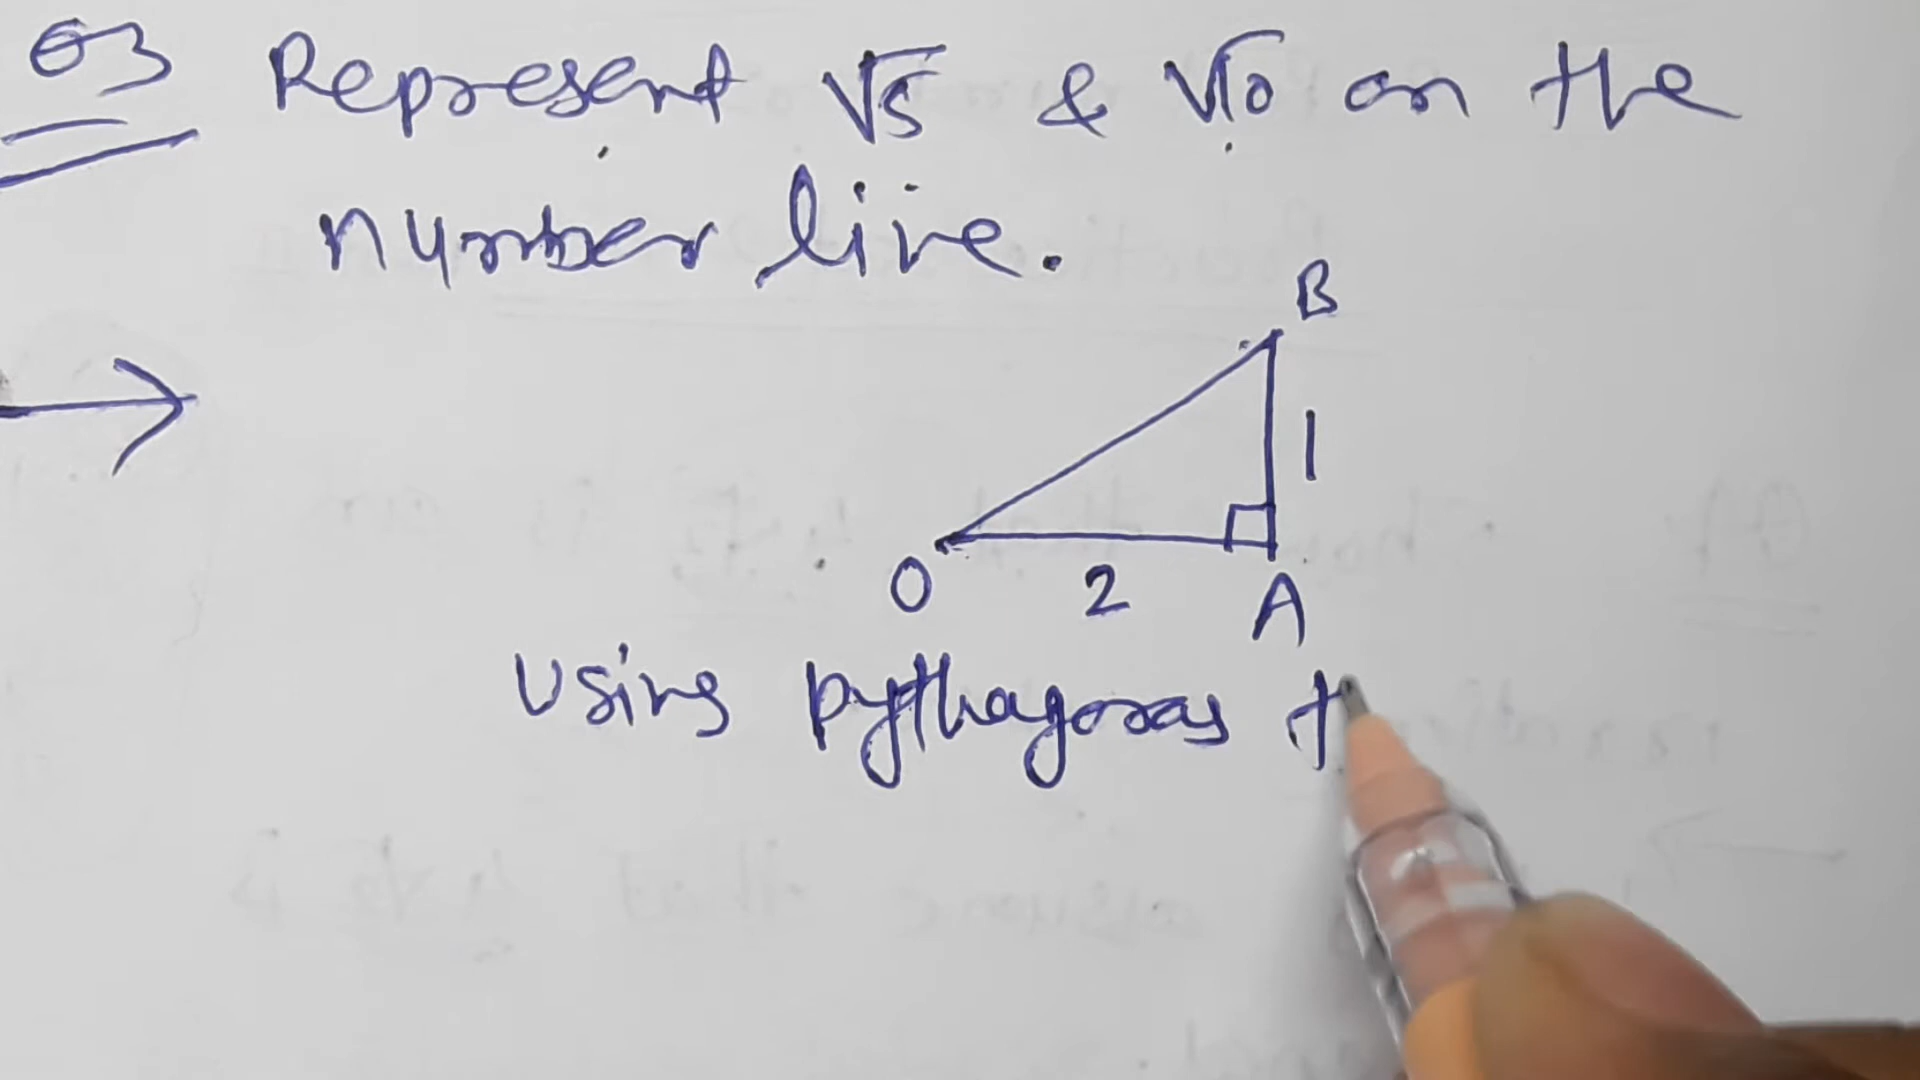 Q3 Represent √5 & √10 on the
number line.
B
1
O 2 A
Using pythagoras t